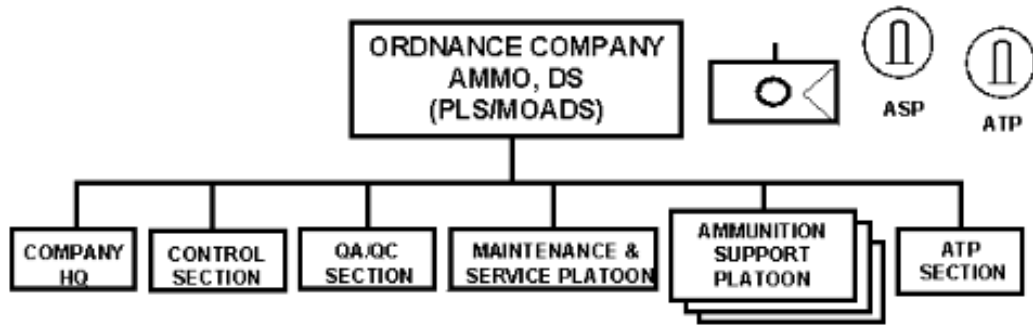 ORDNANCE COMPANY
AMMO, DS
(PLS/MOADS)
ASP
ATP
COMPANY
HQ
CONTROL
SECTION
QA/QC
SECTION
MAINTENANCE &
SERVICE PLATOON
AMMUNITION
SUPPORT
PLATOON
ATP
SECTION